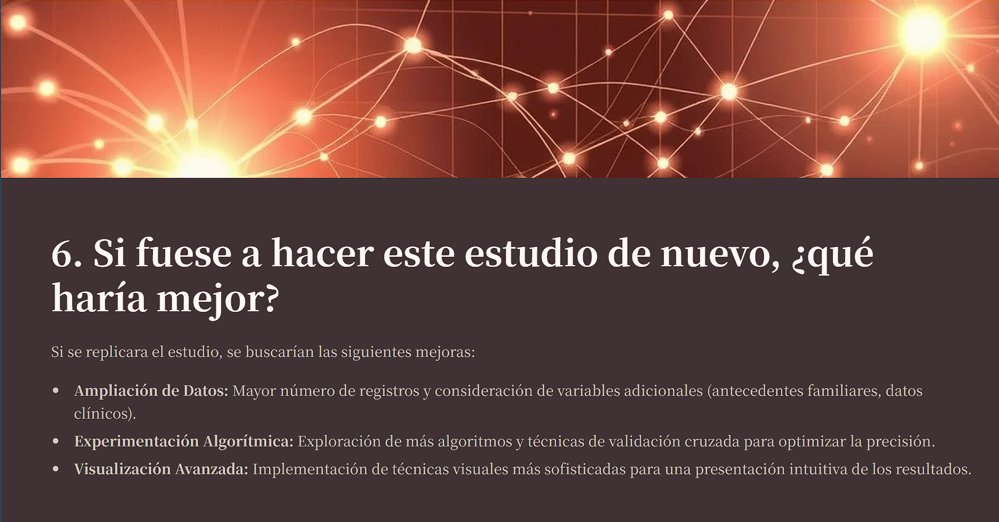 6. Si fuese a hacer este estudio de nuevo, ¿qué
haría mejor?
Si se replicara el estudio, se buscarían las siguientes mejoras:
• Ampliación de Datos: Mayor número de registros y consideración de variables adicionales (antecedentes familiares, datos
clínicos).
• Experimentación Algorítmica: Exploración de más algoritmos y técnicas de validación cruzada para optimizar la precisión.
• Visualización Avanzada: Implementación de técnicas visuales más sofisticadas para una presentación intuitiva de los resultados.